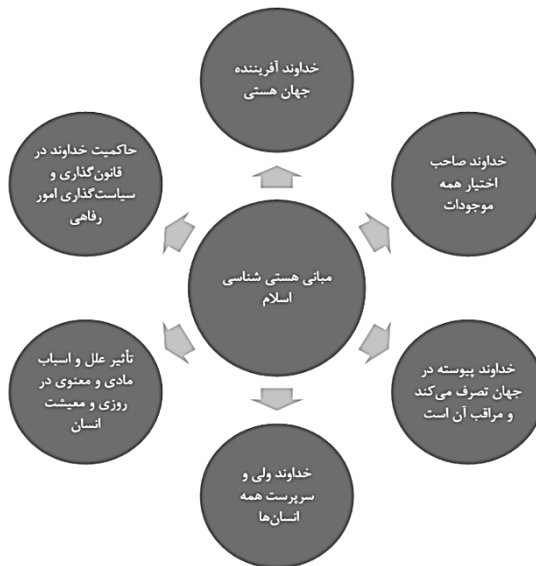 خداوند آفریننده
جهان هستی
خداوند صاحب
اختیار همه
موجودات
خداوند پیوسته در
جهان تصرف می‌کند
و مراقب آن است
خداوند ولی و
سرپرست همه
انسان‌ها
تأثیر علل و اسباب
مادی و معنوی در
روزی و معیشت
انسان
حاکمیت خداوند در
قانون‌گذاری و
سیاست‌گذاری امور
رفاهی
مبانی هستی شناسی
اسلام